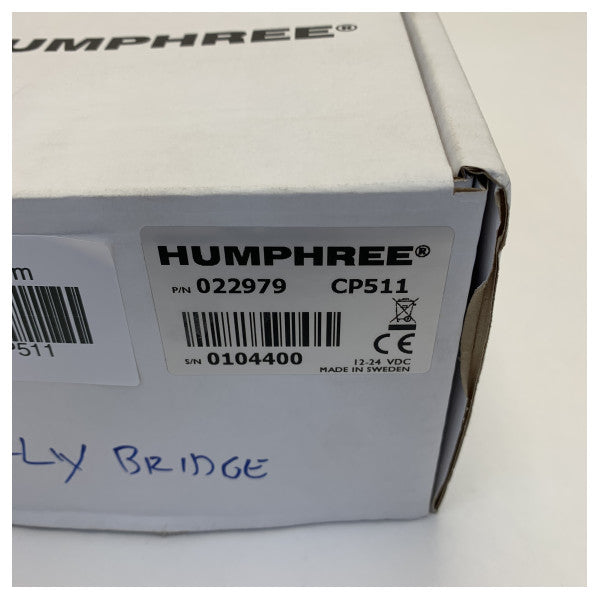 HUMPHREE®
HUMPHREE®
P/N 022979 CP511
S/N 0104400
12-24 VDC
MADE IN SWEDEN
CE
m
P511
LY BRIDGE